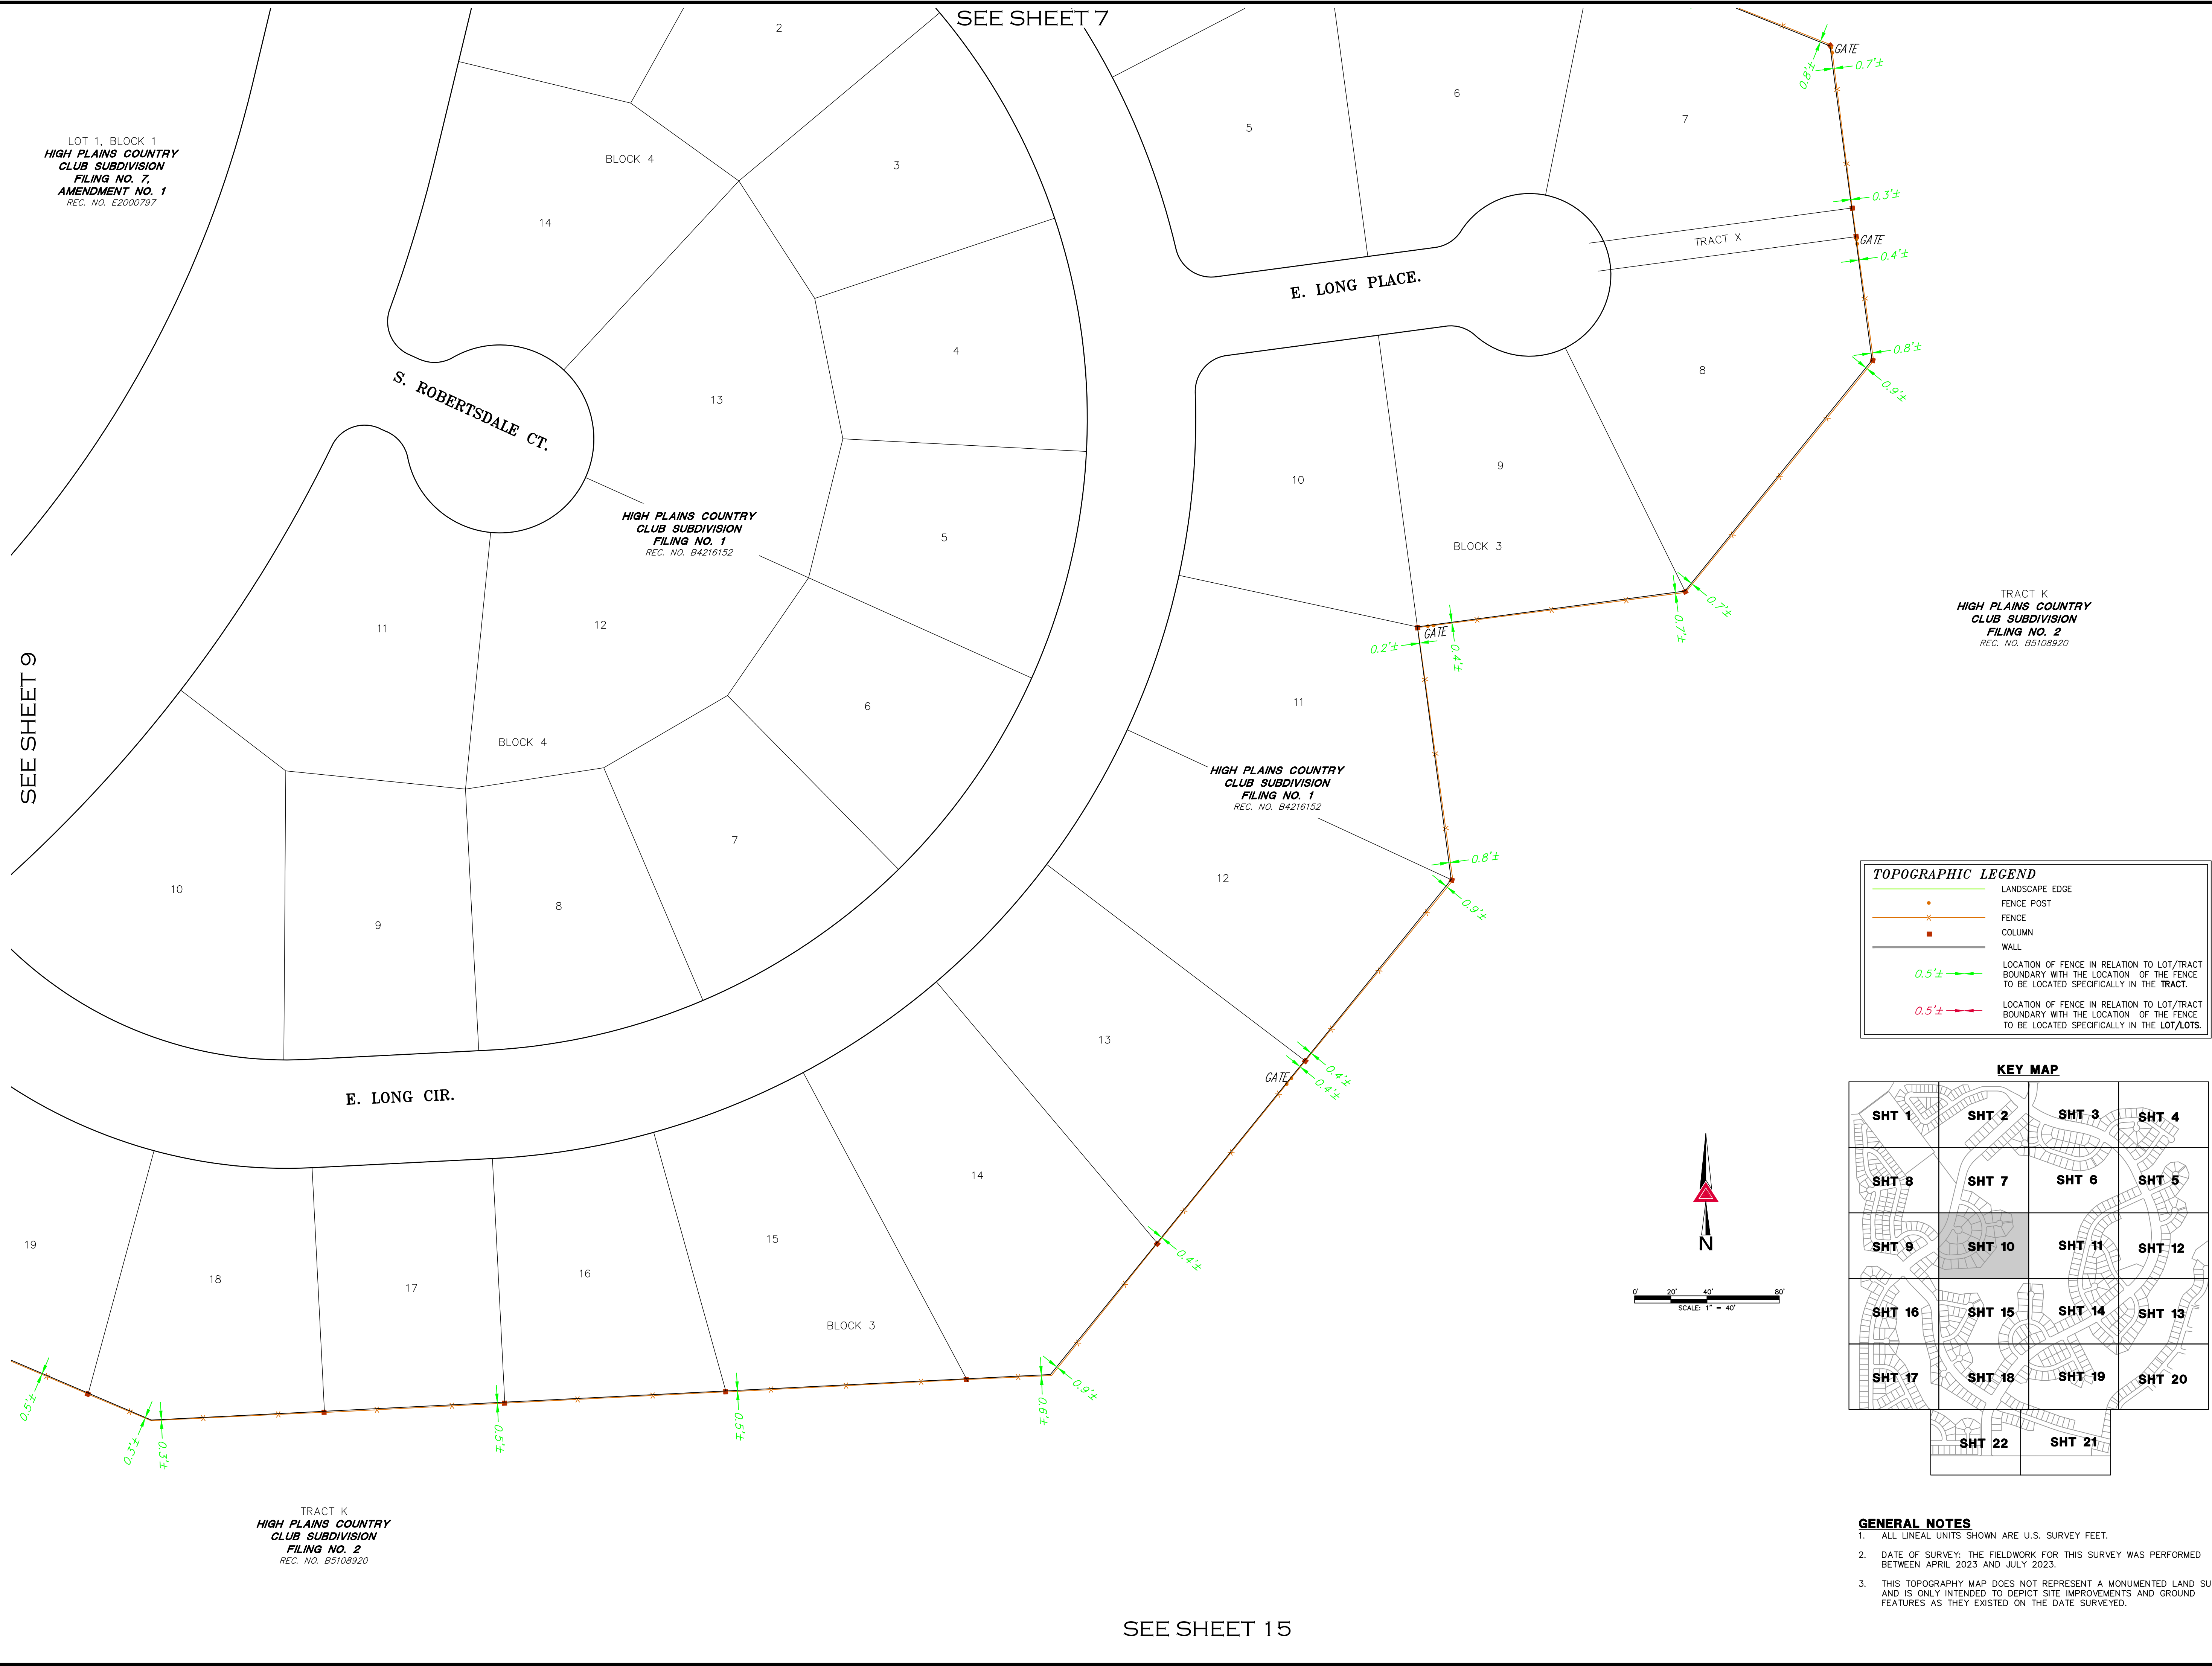 SEE SHEET 7
LOT 1, BLOCK 1
HIGH PLAINS COUNTRY
CLUB SUBDIVISION
FILING NO. 7,
AMENDMENT NO. 1
REC. NO. E2000797
2
BLOCK 4
3
14
13
4
5
S. ROBERTSDALE CT.
HIGH PLAINS COUNTRY
CLUB SUBDIVISION
FILING NO. 1
REC. NO. B4216152
11
12
6
BLOCK 4
7
10
9
8
SEE SHEET 9
E. LONG CIR.
5
6
7
GATE
0.8'±
0.7'±
0.3'±
TRACT X
GATE
0.4'±
E. LONG PLACE.
0.8'±
0.9'±
8
9
10
BLOCK 3
0.7'±
0.7'±
GATE
0.2'±
0.4'±
11
HIGH PLAINS COUNTRY
CLUB SUBDIVISION
FILING NO. 1
REC. NO. B4216152
0.8'±
0.9'±
12
13
GATE
0.4'±
0.4'±
14
0.4'±
15
16
17
18
19
BLOCK 3
0.5'±
0.3'±
0.3'±
0.5'±
0.5'±
0.6'±
0.9'±
TRACT K
HIGH PLAINS COUNTRY
CLUB SUBDIVISION
FILING NO. 2
REC. NO. B5108920
TRACT K
HIGH PLAINS COUNTRY
CLUB SUBDIVISION
FILING NO. 2
REC. NO. B5108920
TOPOGRAPHIC LEGEND
LANDSCAPE EDGE
FENCE POST
FENCE
COLUMN
WALL
0.5'±
LOCATION OF FENCE IN RELATION TO LOT/TRACT
BOUNDARY WITH THE LOCATION OF THE FENCE
TO BE LOCATED SPECIFICALLY IN THE TRACT.
0.5'±
LOCATION OF FENCE IN RELATION TO LOT/TRACT
BOUNDARY WITH THE LOCATION OF THE FENCE
TO BE LOCATED SPECIFICALLY IN THE LOT/LOTS.
KEY MAP
SHT 1 SHT 2 SHT 3 SHT 4
SHT 8 SHT 7 SHT 6 SHT 5
SHT 9 SHT 10 SHT 11 SHT 12
SHT 16 SHT 15 SHT 14 SHT 13
SHT 17 SHT 18 SHT 19 SHT 20
SHT 22 SHT 21
N
0' 20' 40' 80'
SCALE: 1" = 40'
GENERAL NOTES
1. ALL LINEAL UNITS SHOWN ARE U.S. SURVEY FEET.
2. DATE OF SURVEY: THE FIELDWORK FOR THIS SURVEY WAS PERFORMED
BETWEEN APRIL 2023 AND JULY 2023.
3. THIS TOPOGRAPHY MAP DOES NOT REPRESENT A MONUMENTED LAND SU
AND IS ONLY INTENDED TO DEPICT SITE IMPROVEMENTS AND GROUND
FEATURES AS THEY EXISTED ON THE DATE SURVEYED.
SEE SHEET 15